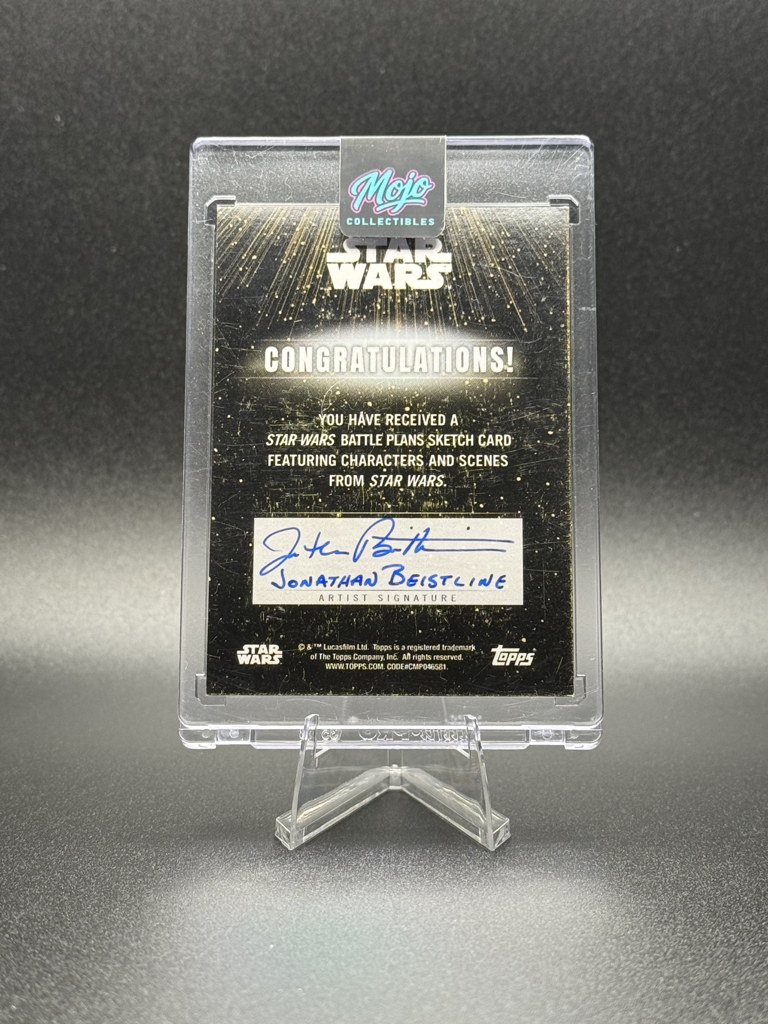 Mojo
COLLECTIBLES
STAR
WARS
CONGRATULATIONS!
YOU HAVE RECEIVED A
STAR WARS BATTLE PLANS SKETCH CARD
FEATURING CHARACTERS AND SCENES
FROM STAR WARS.
JONATHAN BEISTLINE
ARTIST SIGNATURE
STAR
WARS
© & ™ Lucasfilm Ltd. Topps is a registered trademark
of The Topps Company, Inc. All rights reserved.
WWW.TOPPS.COM. CODE#CMP046581.
Topps